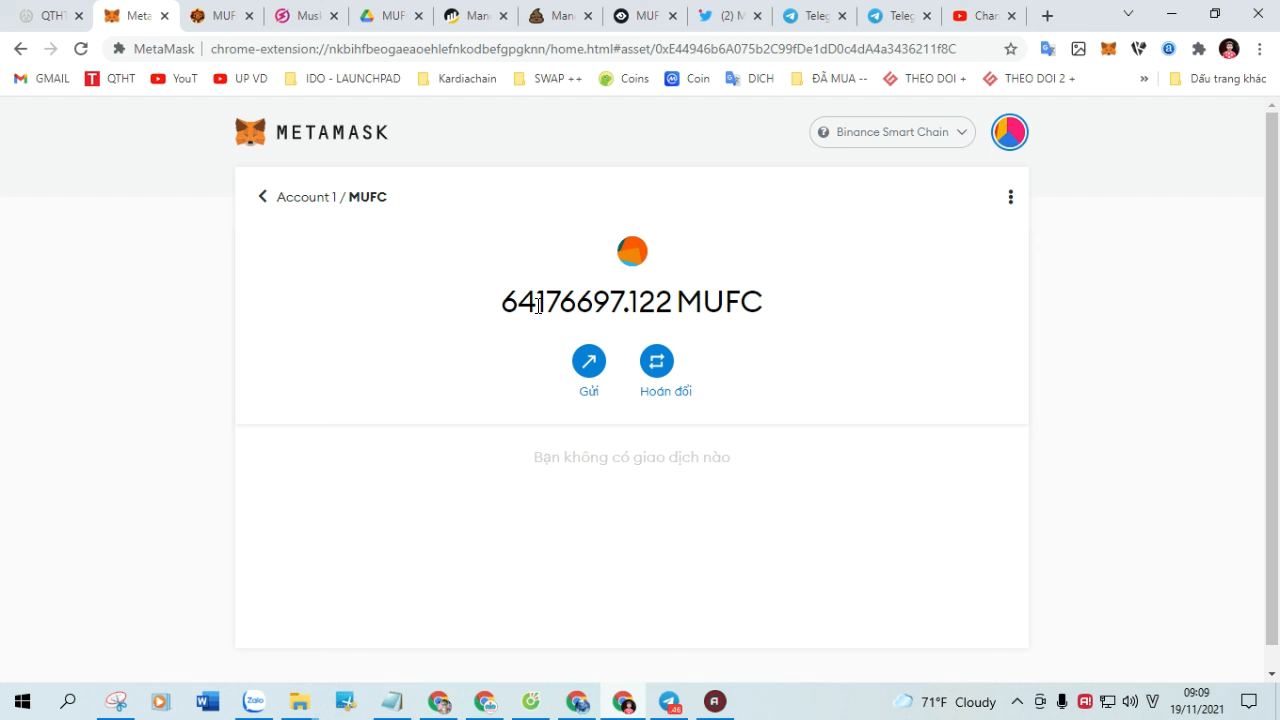 QTH
Meta
MUF
Musl
MUF
Man
Man
MUF
(2) M
Teleg
Teleg
Char
MetaMask
chrome-extension://nkbihfbeogaeaoehlefnkodbefgpgknn/home.html#asset/0xE44946b6A075b2C99fDe1dD0c4dA4a3436211f8C
GMAIL
QTHT
YouT
UP VD
IDO - LAUNCHPAD
Kardiachain
SWAP ++
Coins
Coin
DICH
ĐÃ MUA --
THEO DOI +
THEO DOI 2 +
Dấu trang khác
METAMASK
Binance Smart Chain
Account 1 / MUFC
64176697.122 MUFC
Gửi
Hoán đổi
Bạn không có giao dịch nào
71°F Cloudy
09:09
19/11/2021